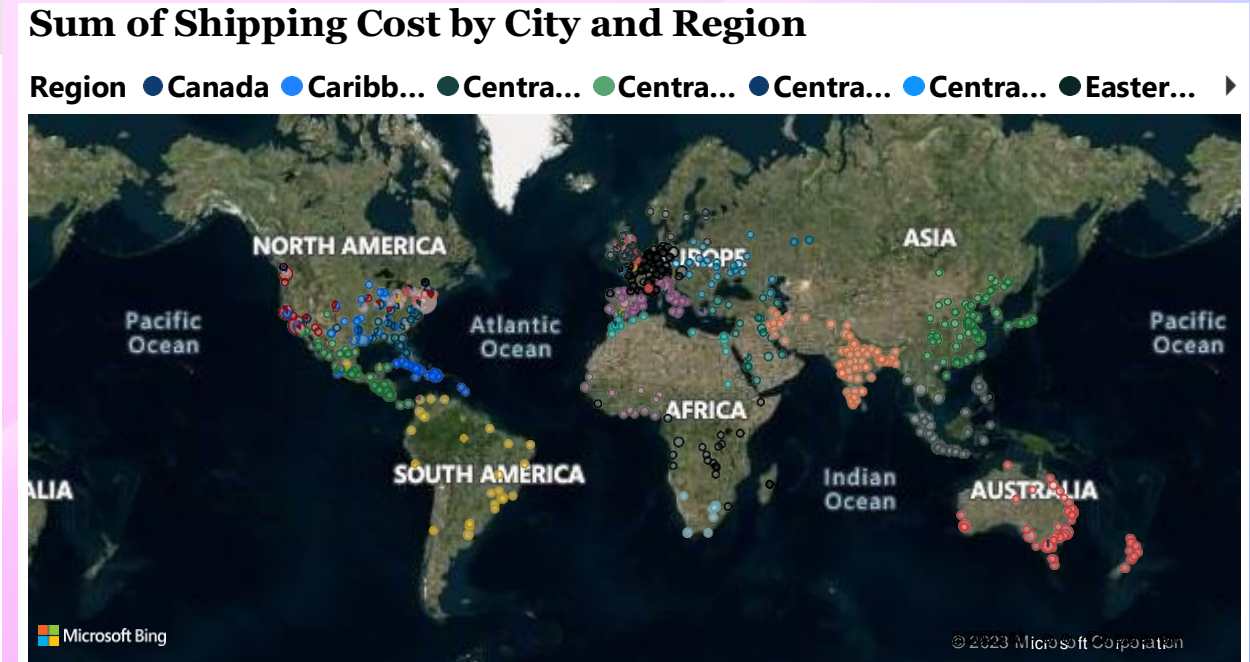 Sum of Shipping Cost by City and Region
Region Canada Caribb... Centra... Centra... Centra... Centra... Easter...
NORTH AMERICA
EUROPE
ASIA
Pacific
Ocean
Atlantic
Ocean
Pacific
Ocean
AFRICA
SOUTH AMERICA
Indian
Ocean
ALIA
AUSTRALIA
Microsoft Bing
© 2023 Microsoft Corporation